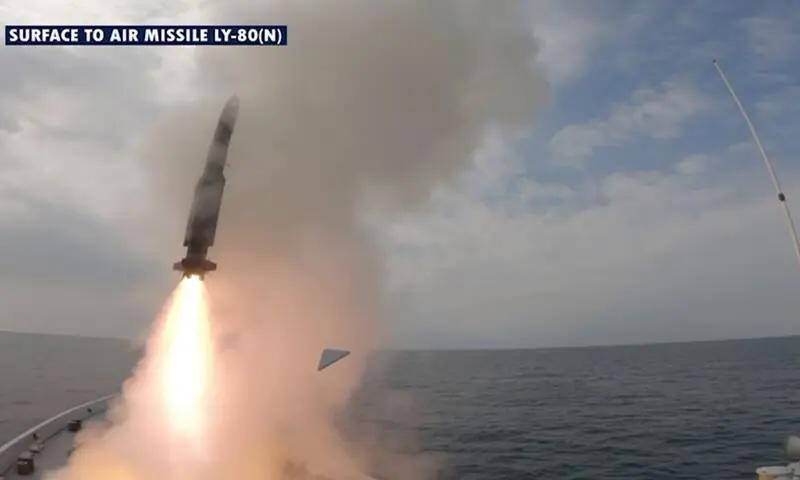 SURFACE TO AIR MISSILE LY-80(N)